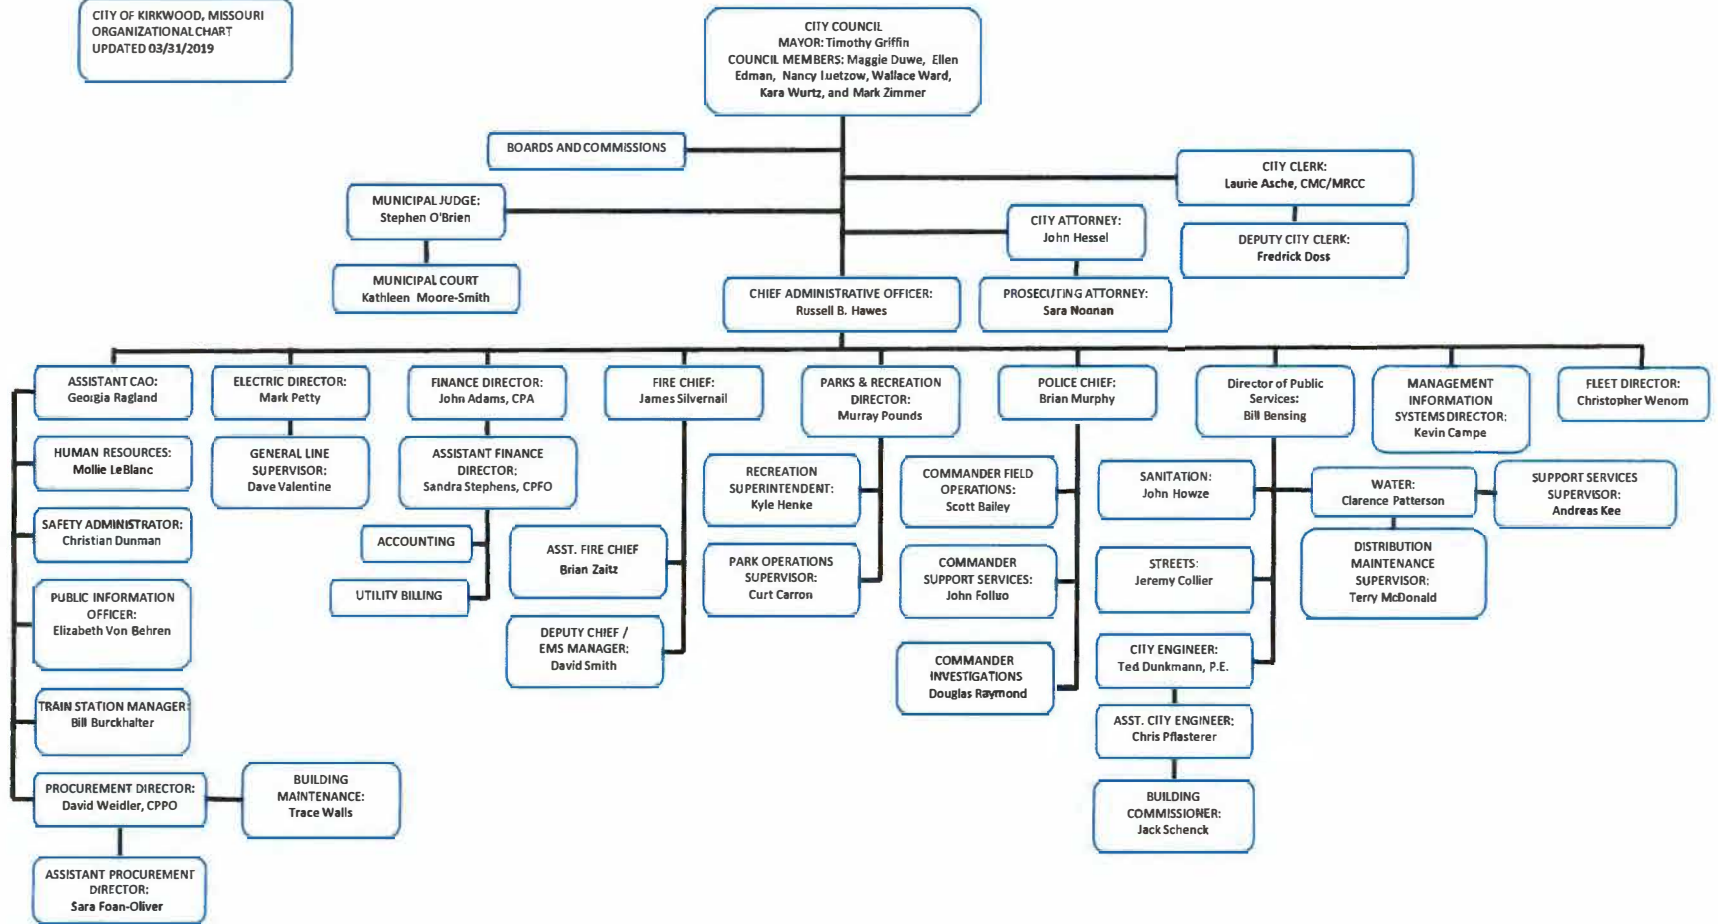 CITY OF KIRKWOOD, MISSOURI
ORGANIZATIONAL CHART
UPDATED 03/31/2019
CITY COUNCIL
MAYOR: Timothy Griffin
COUNCIL MEMBERS: Maggie Duwe, Ellen
Edman, Nancy Luetzow, Wallace Ward,
Kara Wurtz, and Mark Zimmer
BOARDS AND COMMISSIONS
CITY CLERK:
Laurie Asche, CMC/MRCC
MUNICIPAL JUDGE:
Stephen O'Brien
CITY ATTORNEY:
John Hessel
DEPUTY CITY CLERK:
Fredrick Doss
MUNICIPAL COURT
Kathleen Moore-Smith
CHIEF ADMINISTRATIVE OFFICER:
Russell B. Hawes
PROSECUTING ATTORNEY:
Sara Noonan
ASSISTANT CAO:
Georgia Ragland
ELECTRIC DIRECTOR:
Mark Petty
FINANCE DIRECTOR:
John Adams, CPA
FIRE CHIEF:
James Silvernail
PARKS & RECREATION
DIRECTOR:
Murray Pounds
POLICE CHIEF:
Brian Murphy
Director of Public
Services:
Bill Bensing
MANAGEMENT
INFORMATION
SYSTEMS DIRECTOR:
Kevin Campe
FLEET DIRECTOR:
Christopher Wenom
HUMAN RESOURCES:
Mollie LeBlanc
GENERAL LINE
SUPERVISOR:
Dave Valentine
ASSISTANT FINANCE
DIRECTOR:
Sandra Stephens, CPFO
RECREATION
SUPERINTENDENT:
Kyle Henke
COMMANDER FIELD
OPERATIONS:
Scott Bailey
SANITATION:
John Howze
WATER:
Clarence Patterson
SUPPORT SERVICES
SUPERVISOR:
Andreas Kee
SAFETY ADMINISTRATOR:
Christian Dunman
ACCOUNTING
ASST. FIRE CHIEF
Brian Zaitz
PARK OPERATIONS
SUPERVISOR:
Curt Carron
COMMANDER
SUPPORT SERVICES:
John Folluo
STREETS:
Jeremy Collier
DISTRIBUTION
MAINTENANCE
SUPERVISOR:
Terry McDonald
UTILITY BILLING
PUBLIC INFORMATION
OFFICER:
Elizabeth Von Behren
DEPUTY CHIEF /
EMS MANAGER:
David Smith
COMMANDER
INVESTIGATIONS
Douglas Raymond
CITY ENGINEER:
Ted Dunkmann, P.E.
TRAIN STATION MANAGER:
Bill Burckhalter
ASST. CITY ENGINEER:
Chris Pflasterer
PROCUREMENT DIRECTOR:
David Weidler, CPPO
BUILDING
MAINTENANCE:
Trace Walls
BUILDING
COMMISSIONER:
Jack Schenck
ASSISTANT PROCUREMENT
DIRECTOR:
Sara Foan-Oliver